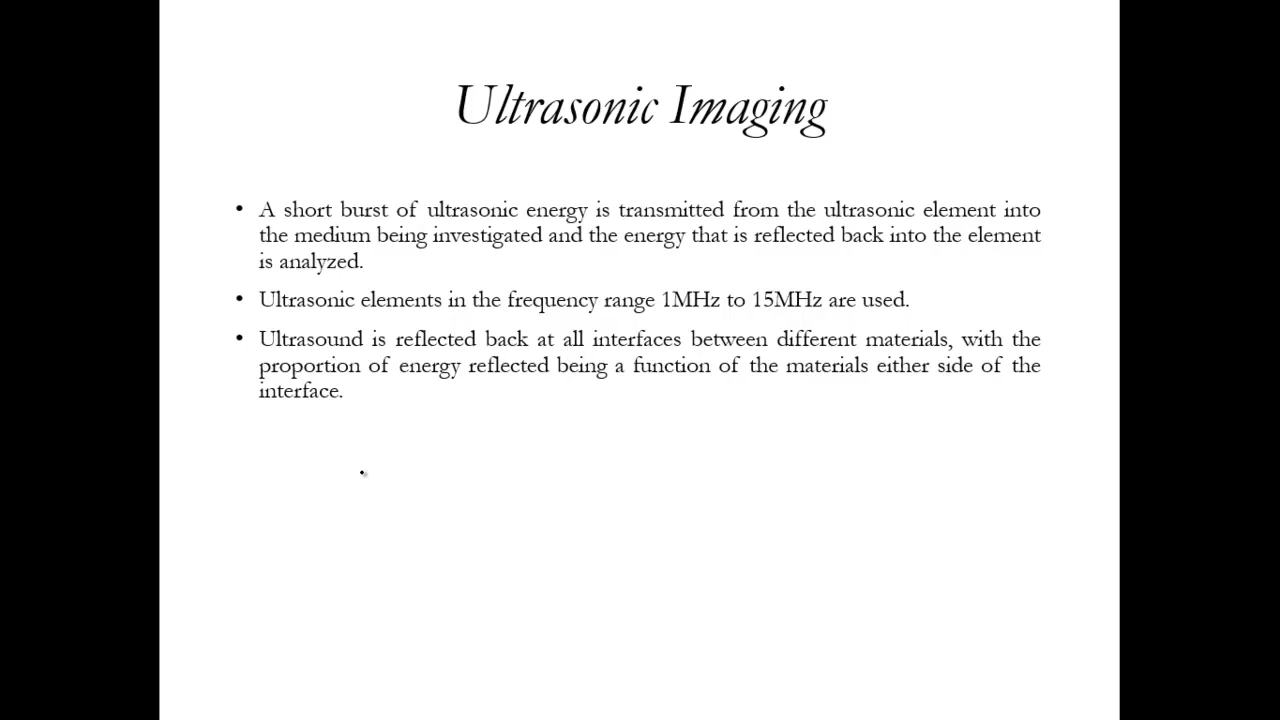 Ultrasonic Imaging
• A short burst of ultrasonic energy is transmitted from the ultrasonic element into
the medium being investigated and the energy that is reflected back into the element
is analyzed.
• Ultrasonic elements in the frequency range 1MHz to 15MHz are used.
• Ultrasound is reflected back at all interfaces between different materials, with the
proportion of energy reflected being a function of the materials either side of the
interface.